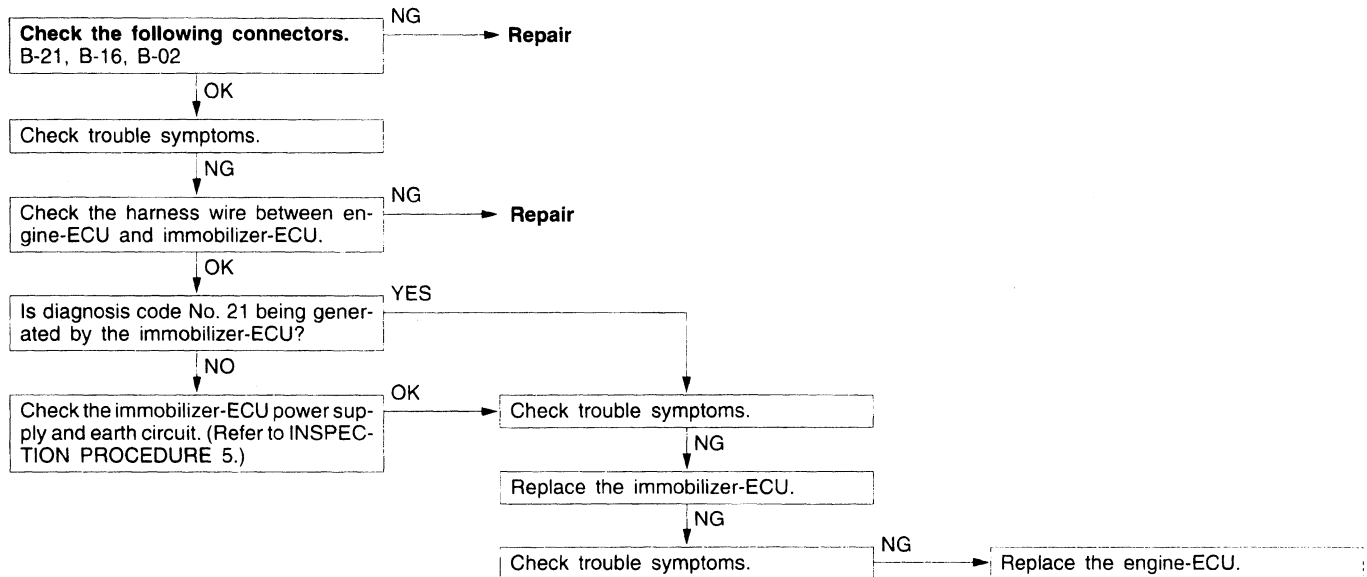 Check the following connectors.
B-21, B-16, B-02
NG
Repair
OK
Check trouble symptoms.
NG
Check the harness wire between en-
gine-ECU and immobilizer-ECU.
NG
Repair
OK
Is diagnosis code No. 21 being gener-
ated by the immobilizer-ECU?
YES
NO
Check the immobilizer-ECU power sup-
ply and earth circuit. (Refer to INSPEC-
TION PROCEDURE 5.)
OK
Check trouble symptoms.
NG
Replace the immobilizer-ECU.
NG
Check trouble symptoms.
NG
Replace the engine-ECU.